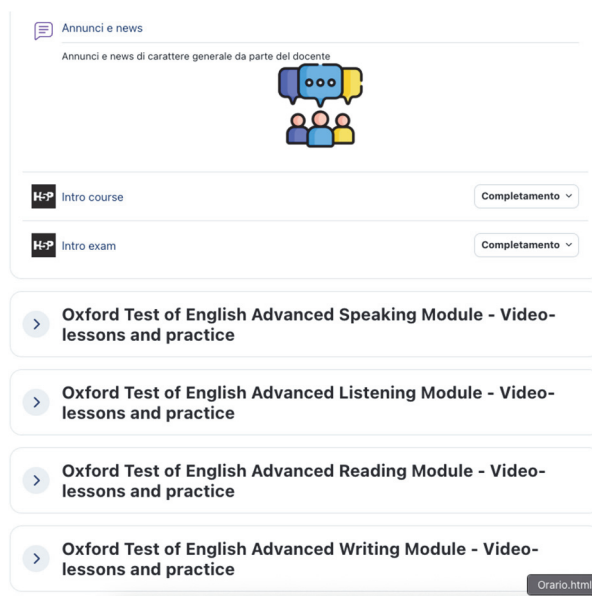 Annunci e news
Annunci e news di carattere generale da parte del docente
H5P Intro course Completamento
H5P Intro exam Completamento
Oxford Test of English Advanced Speaking Module - Video-
lessons and practice
Oxford Test of English Advanced Listening Module - Video-
lessons and practice
Oxford Test of English Advanced Reading Module - Video-
lessons and practice
Oxford Test of English Advanced Writing Module - Video-
lessons and practice
Orario.html